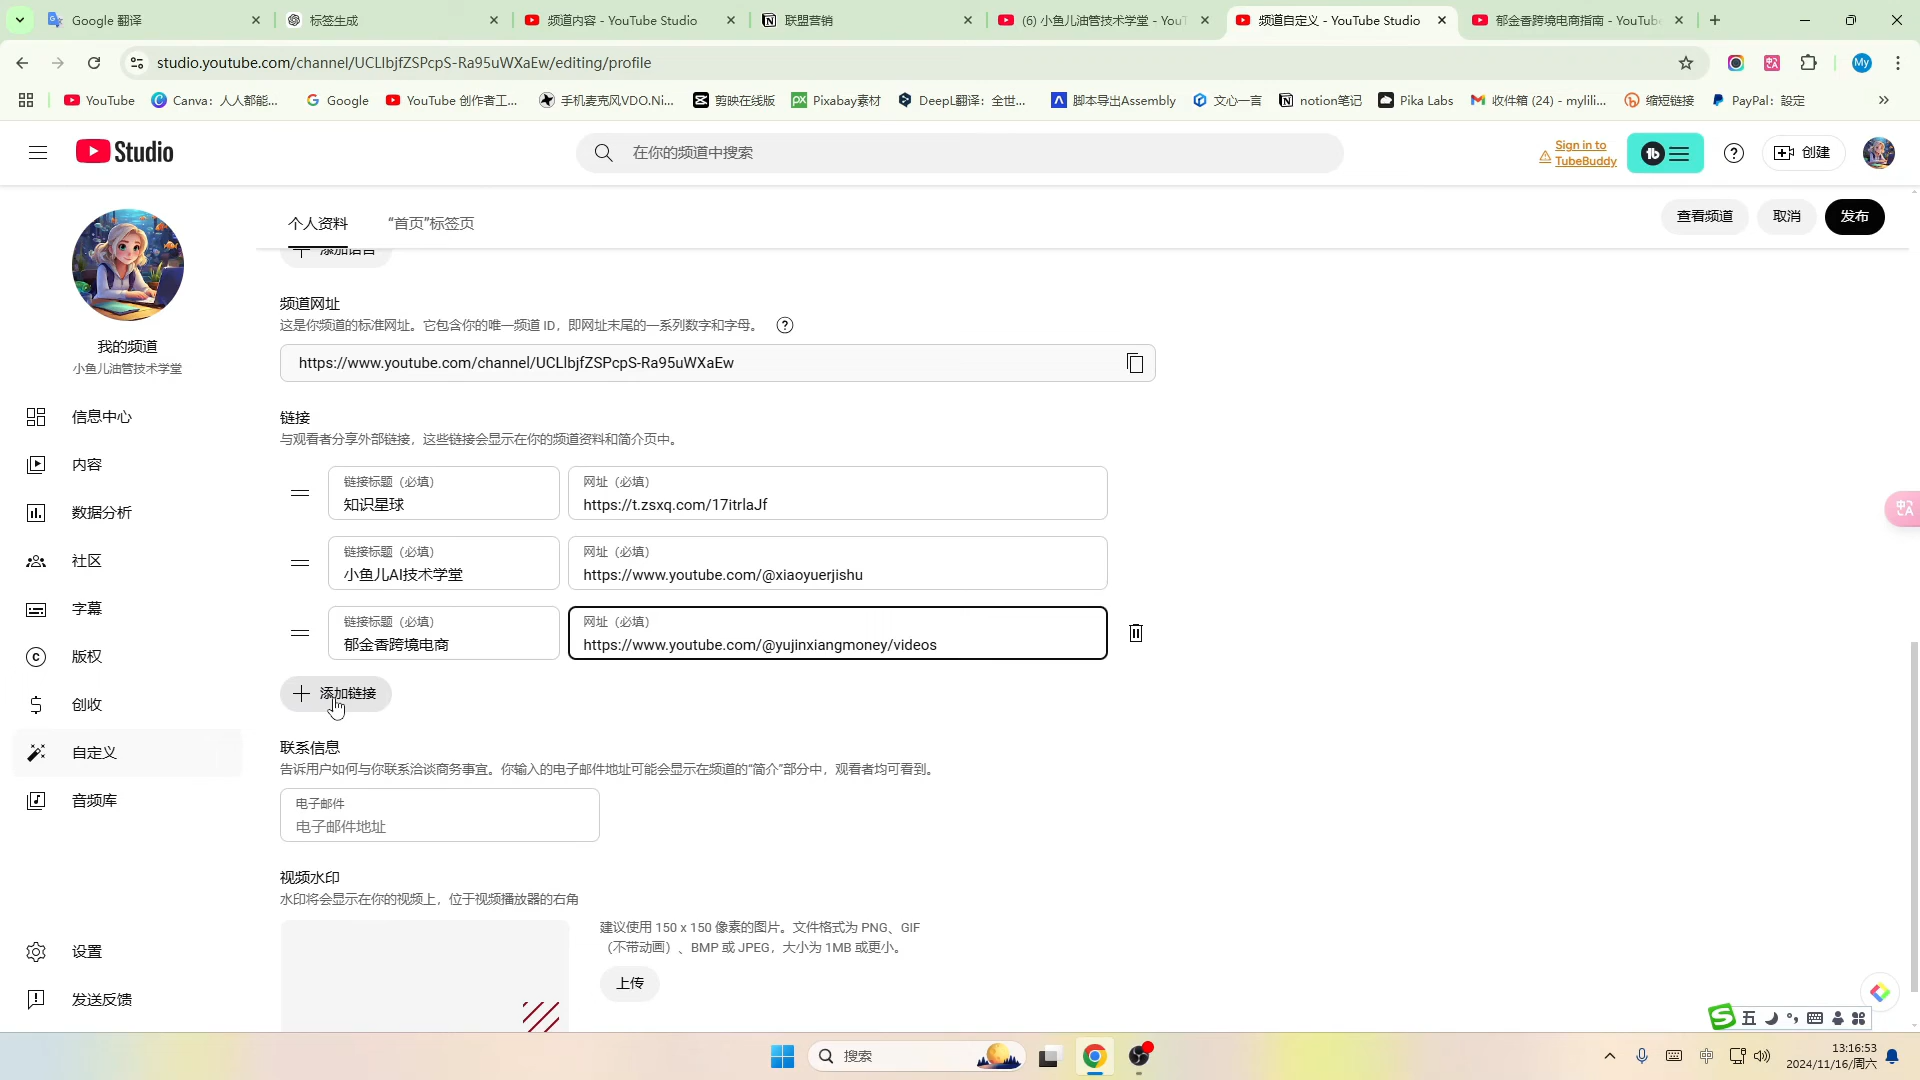 Google 翻译
标签生成
频道内容 - YouTube Studio
联盟营销
(6) 小鱼儿油管技术学堂 - YouT
频道自定义 - YouTube Studio
郁金香跨境电商指南 - YouTube
studio.youtube.com/channel/UCLlbjfZSPcpS-Ra95uWXaEw/editing/profile
My
YouTube
Canva：人人都能...
Google
YouTube 创作者工...
手机麦克风VDO.Ni...
剪映在线版
Pixabay素材
DeepL翻译：全世...
脚本导出Assembly
文心一言
notion笔记
Pika Labs
收件箱 (24) - mylili...
缩短链接
PayPal：設定
Studio
在你的频道中搜索
Sign in to
TubeBuddy
创建
个人资料
“首页”标签页
查看频道
取消
发布
添加语言
我的频道
小鱼儿油管技术学堂
信息中心
内容
数据分析
社区
字幕
版权
创收
自定义
音频库
设置
发送反馈
频道网址
这是你频道的标准网址。它包含你的唯一频道 ID，即网址末尾的一系列数字和字母。
https://www.youtube.com/channel/UCLlbjfZSPcpS-Ra95uWXaEw
链接
与观看者分享外部链接，这些链接会显示在你的频道资料和简介页中。
链接标题（必填）
知识星球
网址（必填）
https://t.zsxq.com/17itrlaJf
链接标题（必填）
小鱼儿AI技术学堂
网址（必填）
https://www.youtube.com/@xiaoyuerjishu
链接标题（必填）
郁金香跨境电商
网址（必填）
https://www.youtube.com/@yujinxiangmoney/videos
添加链接
联系信息
告诉用户如何与你联系洽谈商务事宜。你输入的电子邮件地址可能会显示在频道的“简介”部分中，观看者均可看到。
电子邮件
电子邮件地址
视频水印
水印将会显示在你的视频上，位于视频播放器的右角
建议使用 150 x 150 像素的图片。文件格式为 PNG、GIF
（不带动画）、BMP 或 JPEG，大小为 1MB 或更小。
上传
五
搜索
中
13:16:53
2024/11/16/周六